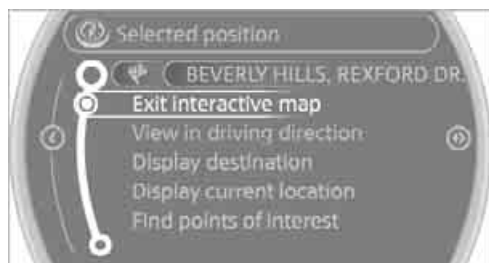 Selected position
BEVERLY HILLS, REXFORD DR.
Exit interactive map
View in driving direction
Display destination
Display current location
Find points of interest